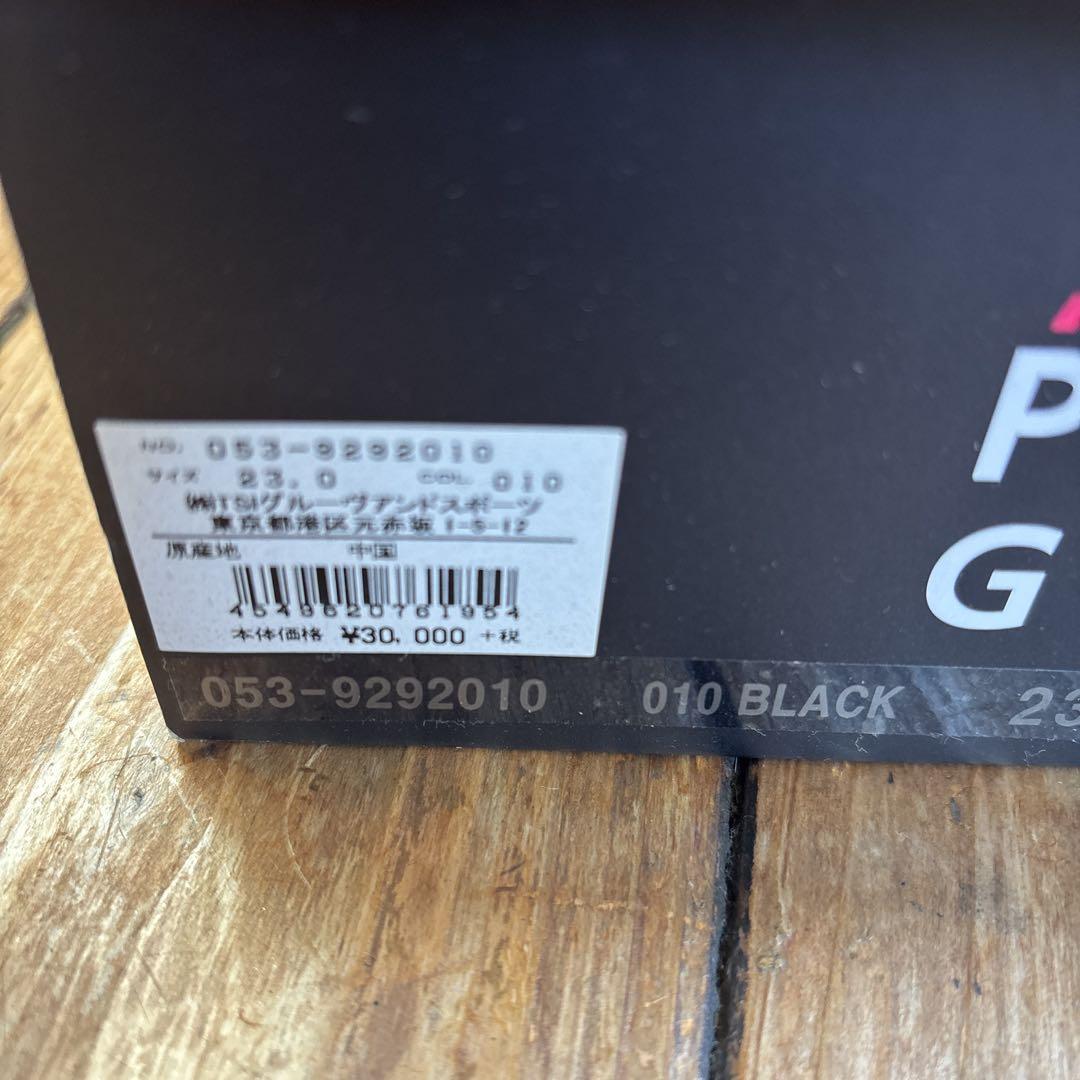 P
G
NO. 053-9292010
サイズ 23.0 COL 010
㈱TSIグルーヴアンドスポーツ
東京都港区元赤坂 1-5-12
原産地 中国
4549620761954
本体価格 ¥30,000 +税
053-9292010 010 BLACK 23